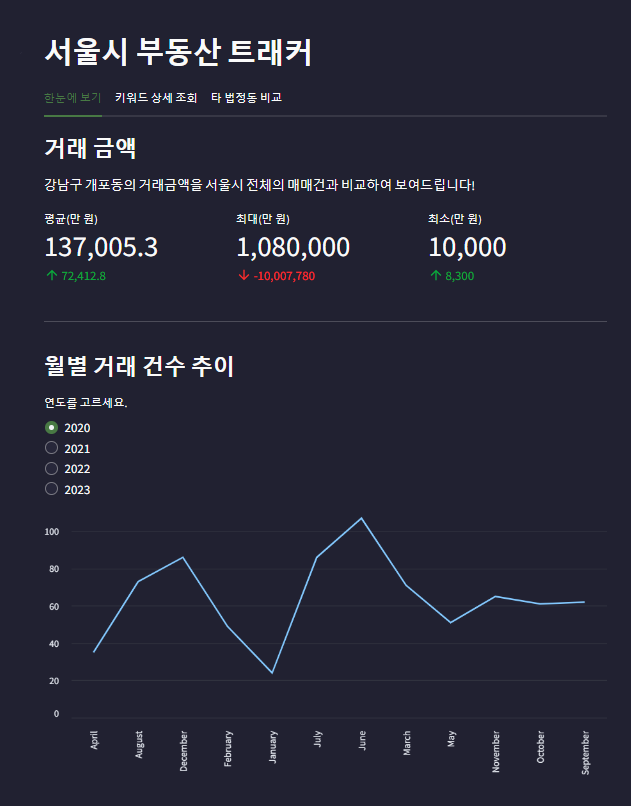 서울시 부동산 트래커
한눈에 보기 키워드 상세 조회 타 법정동 비교
거래 금액
강남구 개포동의 거래금액을 서울시 전체의 매매건과 비교하여 보여드립니다!
평균(만 원) 최대(만 원) 최소(만 원)
137,005.3 1,080,000 10,000
↑ 72,412.8 ↓ -10,007,780 ↑ 8,300
월별 거래 건수 추이
연도를 고르세요.
2020
2021
2022
2023
100
80
60
40
20
0
April August December February January July June March May November October September